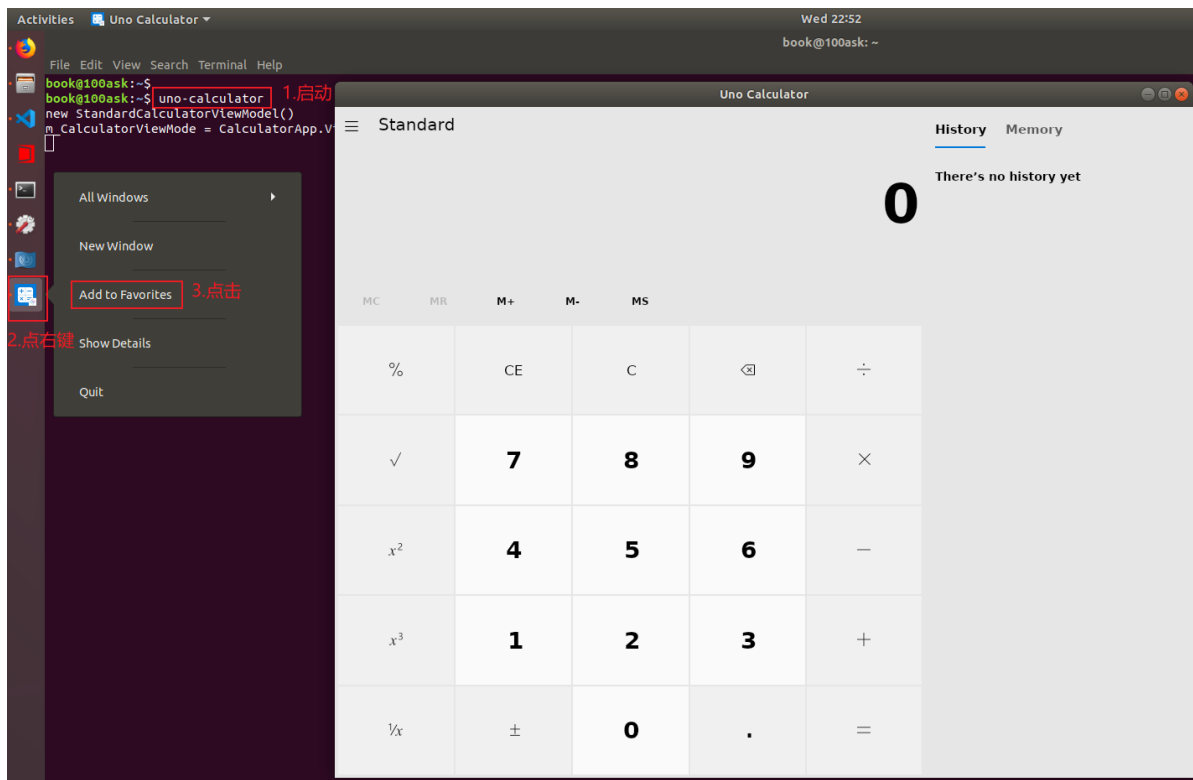 Activities Uno Calculator Wed 22:52
book@100ask: ~
File Edit View Search Terminal Help
book@100ask:~$
book@100ask:~$ uno-calculator 1.启动
new StandardCalculatorViewModel()
m_CalculatorViewMode = CalculatorApp.Vi
Uno Calculator
Standard
History Memory
There's no history yet
0
All Windows
New Window
Add to Favorites 3.点击
2.点右键
Show Details
Quit
MC MR M+ M- MS
% CE C ÷
√ 7 8 9 ×
x² 4 5 6 −
x³ 1 2 3 +
¹/x ± 0 . =